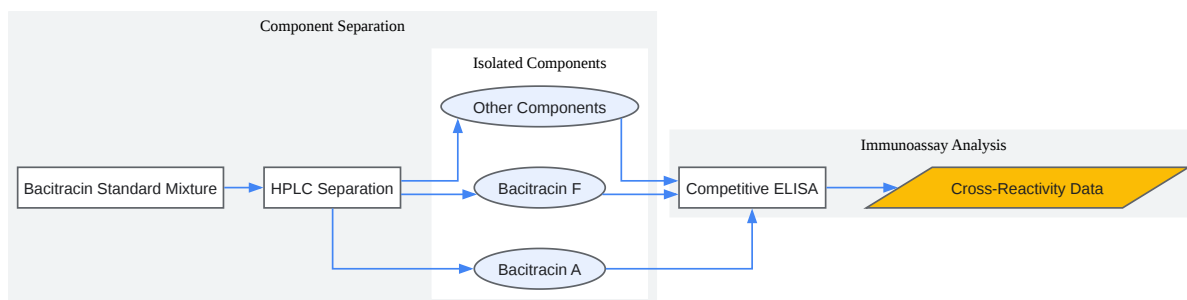 Component Separation
Isolated Components
Other Components
Immunoassay Analysis
Bacitracin Standard Mixture
HPLC Separation
Bacitracin F
Competitive ELISA
Cross-Reactivity Data
Bacitracin A